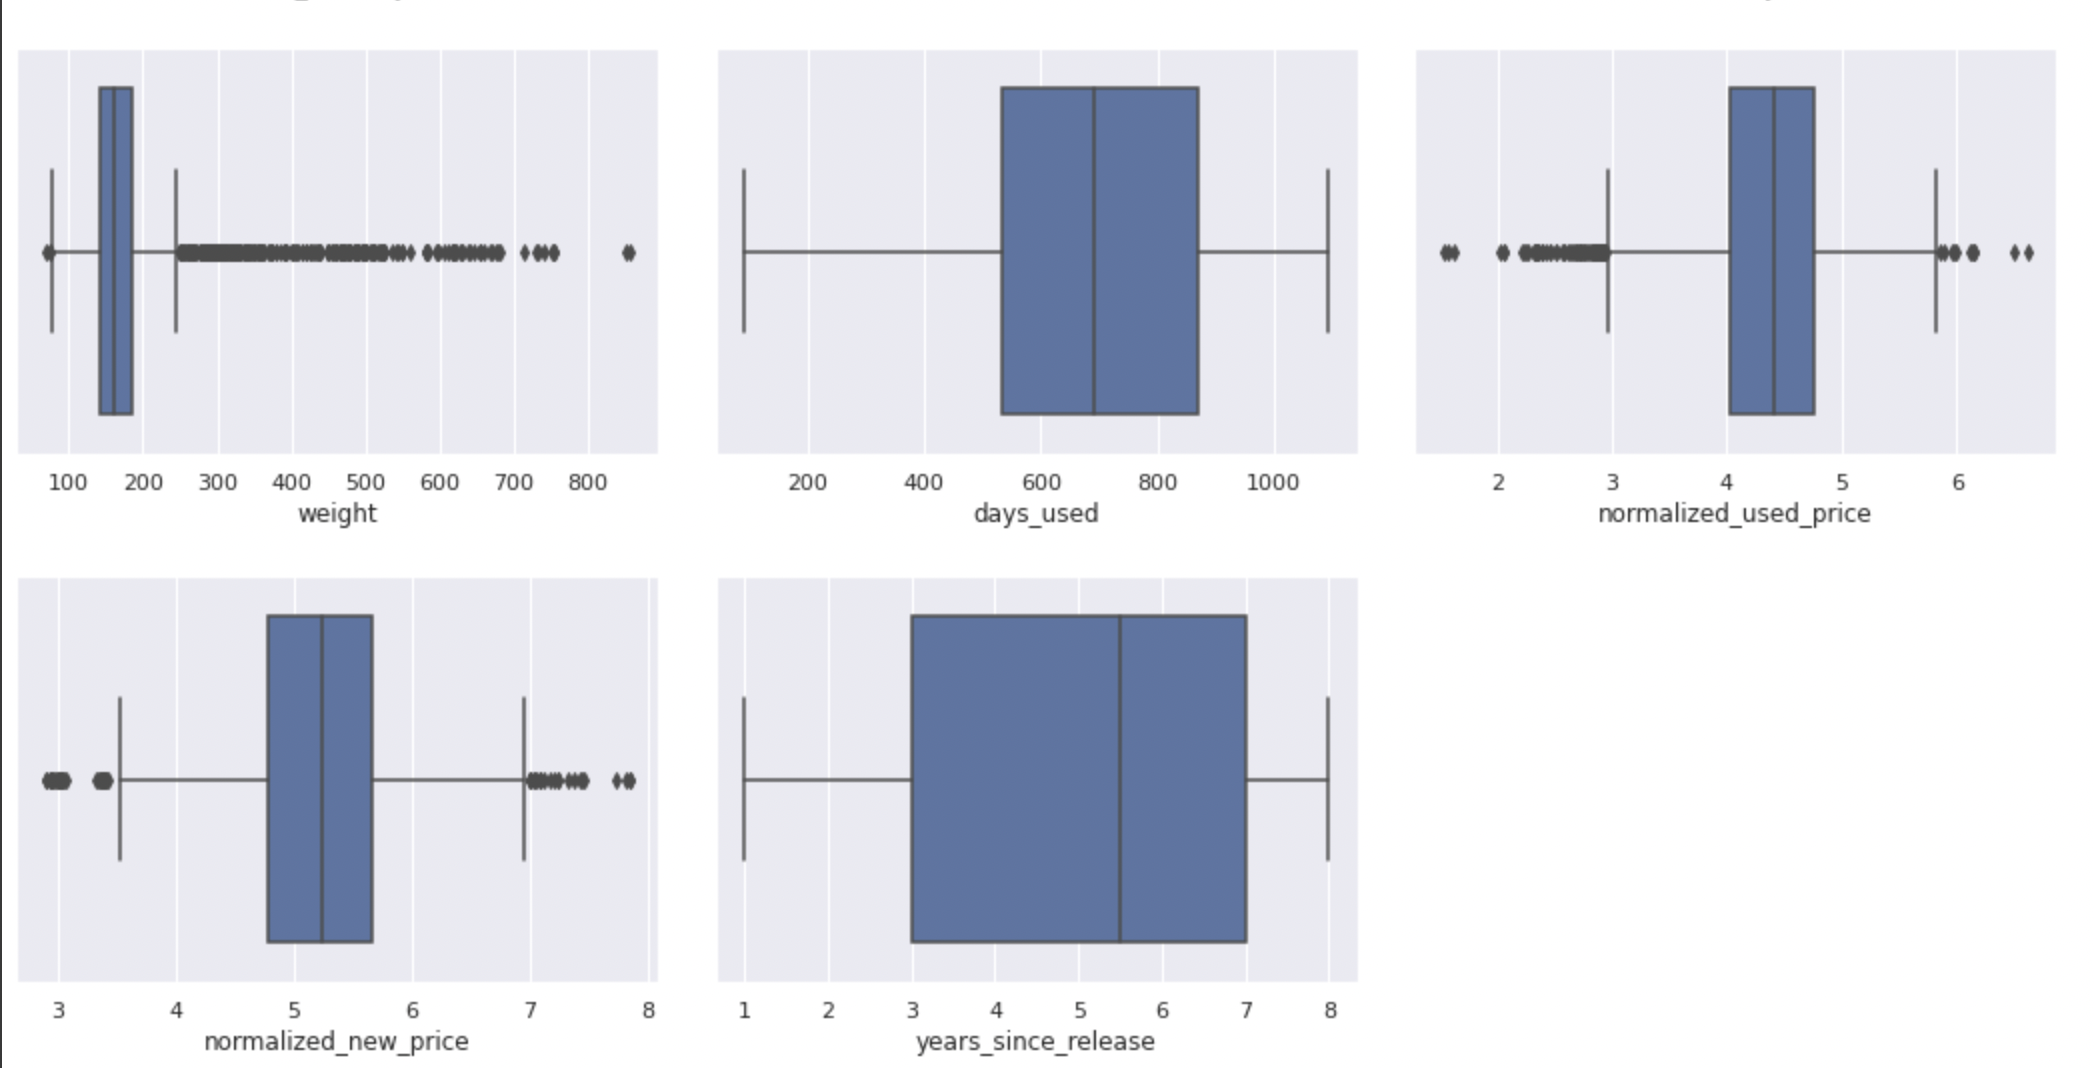 100 200 300 400 500 600 700 800
weight
200 400 600 800 1000
days_used
2 3 4 5 6
normalized_used_price
3 4 5 6 7 8
normalized_new_price
1 2 3 4 5 6 7 8
years_since_release